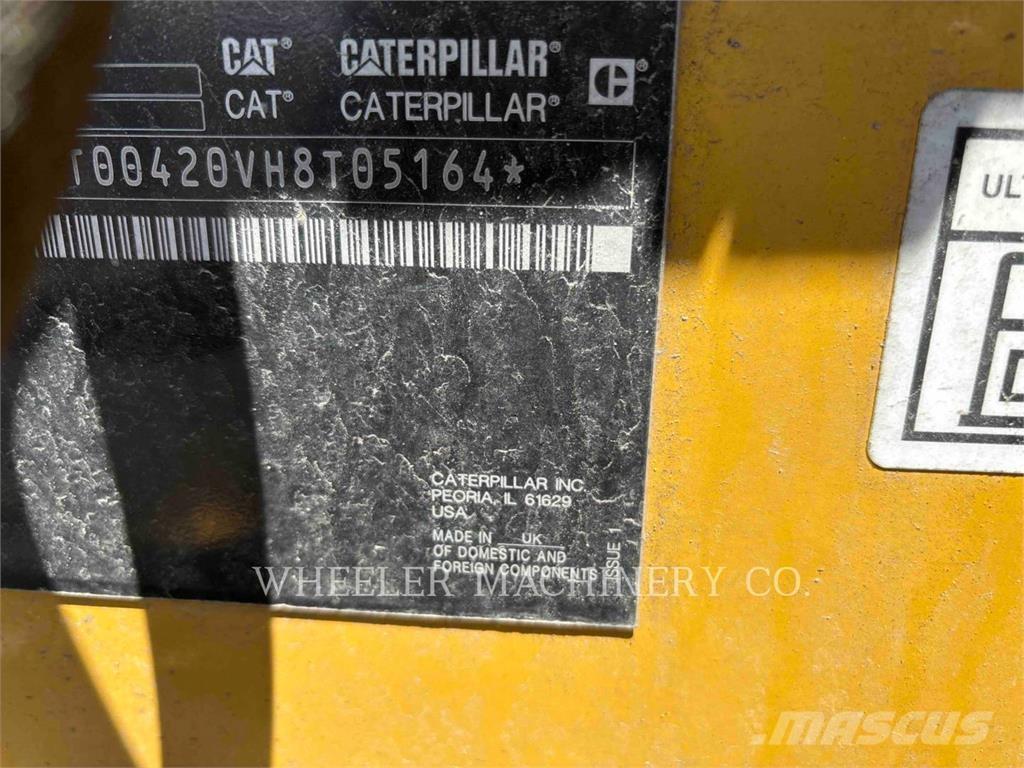 CAT® CATERPILLAR®
CAT® CATERPILLAR®
T00420VH8T05164*
CATERPILLAR INC.
PEORIA, IL 61629
USA
MADE IN UK
OF DOMESTIC AND
FOREIGN COMPONENTS
ISSUE 1
WHEELER MACHINERY CO.
MASCUS